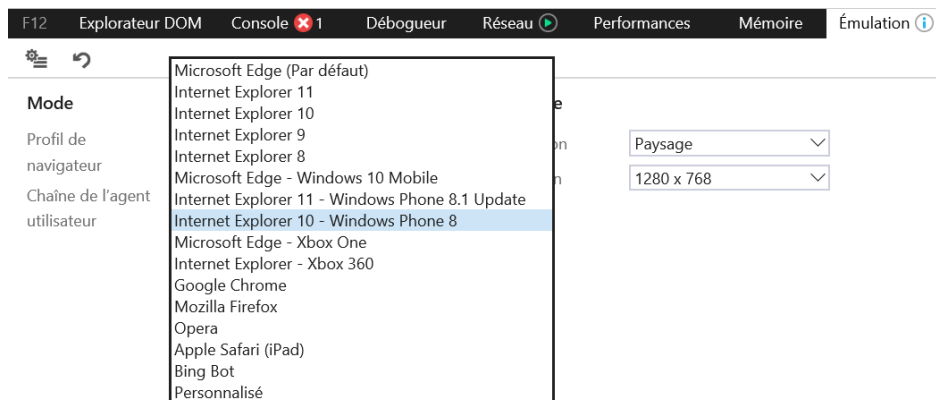 F12 Explorateur DOM Console 1 Débogueur Réseau Performances Mémoire Émulation
Mode
Profil de
navigateur
Chaîne de l'agent
utilisateur
Microsoft Edge (Par défaut)
Internet Explorer 11
Internet Explorer 10
Internet Explorer 9
Internet Explorer 8
Microsoft Edge - Windows 10 Mobile
Internet Explorer 11 - Windows Phone 8.1 Update
Internet Explorer 10 - Windows Phone 8
Microsoft Edge - Xbox One
Internet Explorer - Xbox 360
Google Chrome
Mozilla Firefox
Opera
Apple Safari (iPad)
Bing Bot
Personnalisé
e
on Paysage
n 1280 x 768